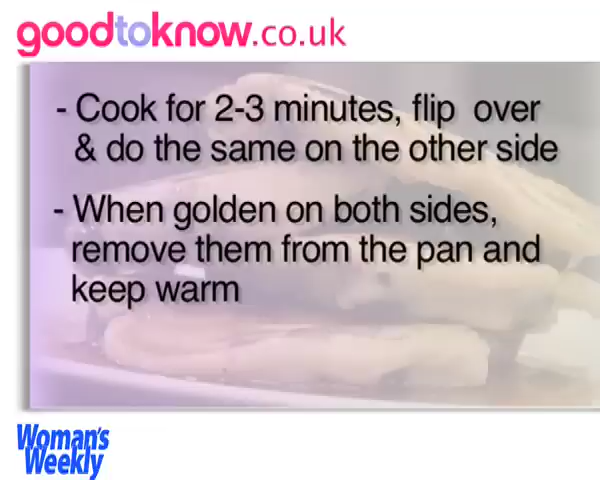 goodtoknow.co.uk
- Cook for 2-3 minutes, flip over
& do the same on the other side
- When golden on both sides,
remove them from the pan and
keep warm
Woman's
Weekly